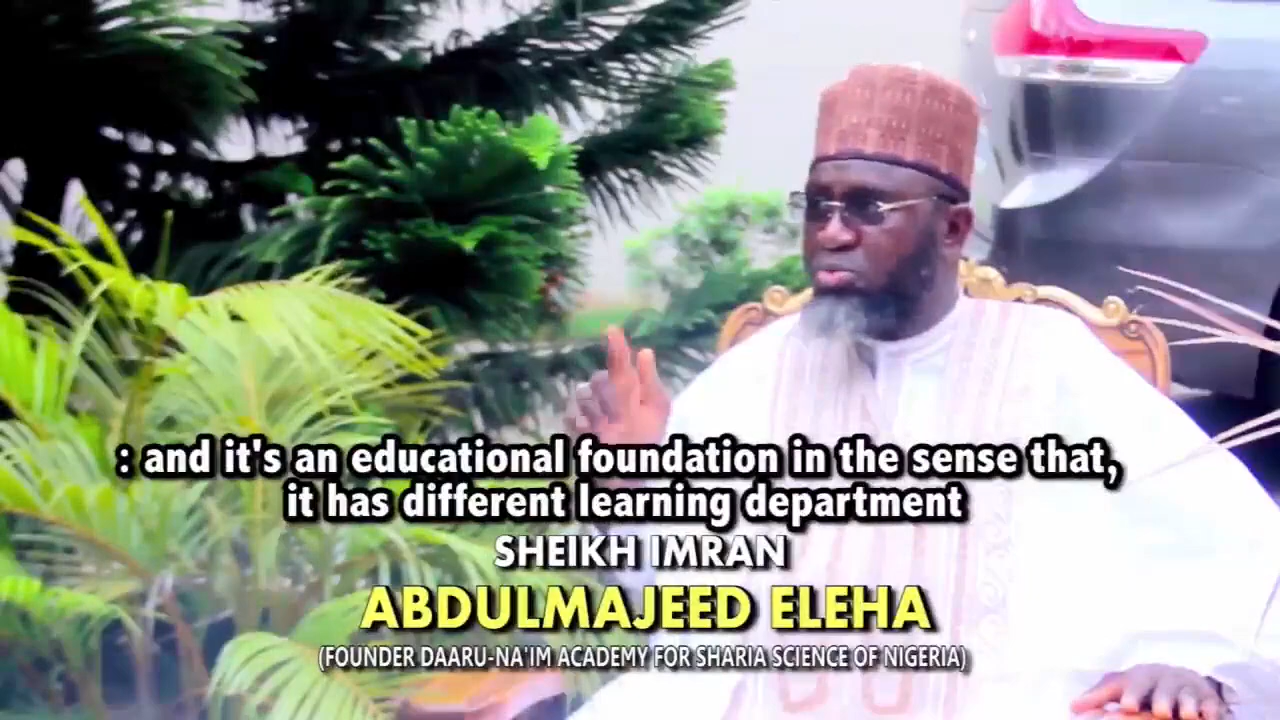 : and it's an educational foundation in the sense that,
it has different learning department
SHEIKH IMRAN
ABDULMAJEED ELEHA
(FOUNDER DAARU-NA'IM ACADEMY FOR SHARIA SCIENCE OF NIGERIA)